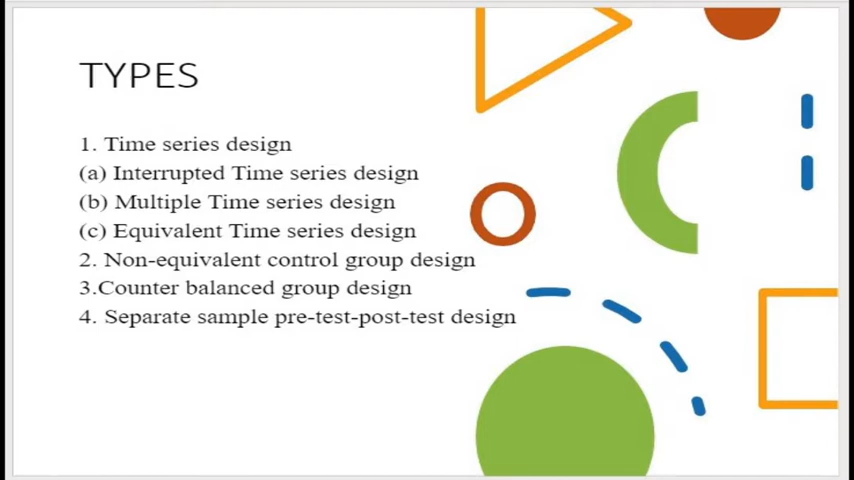 TYPES
1. Time series design
(a) Interrupted Time series design
(b) Multiple Time series design
(c) Equivalent Time series design
2. Non-equivalent control group design
3.Counter balanced group design
4. Separate sample pre-test-post-test design